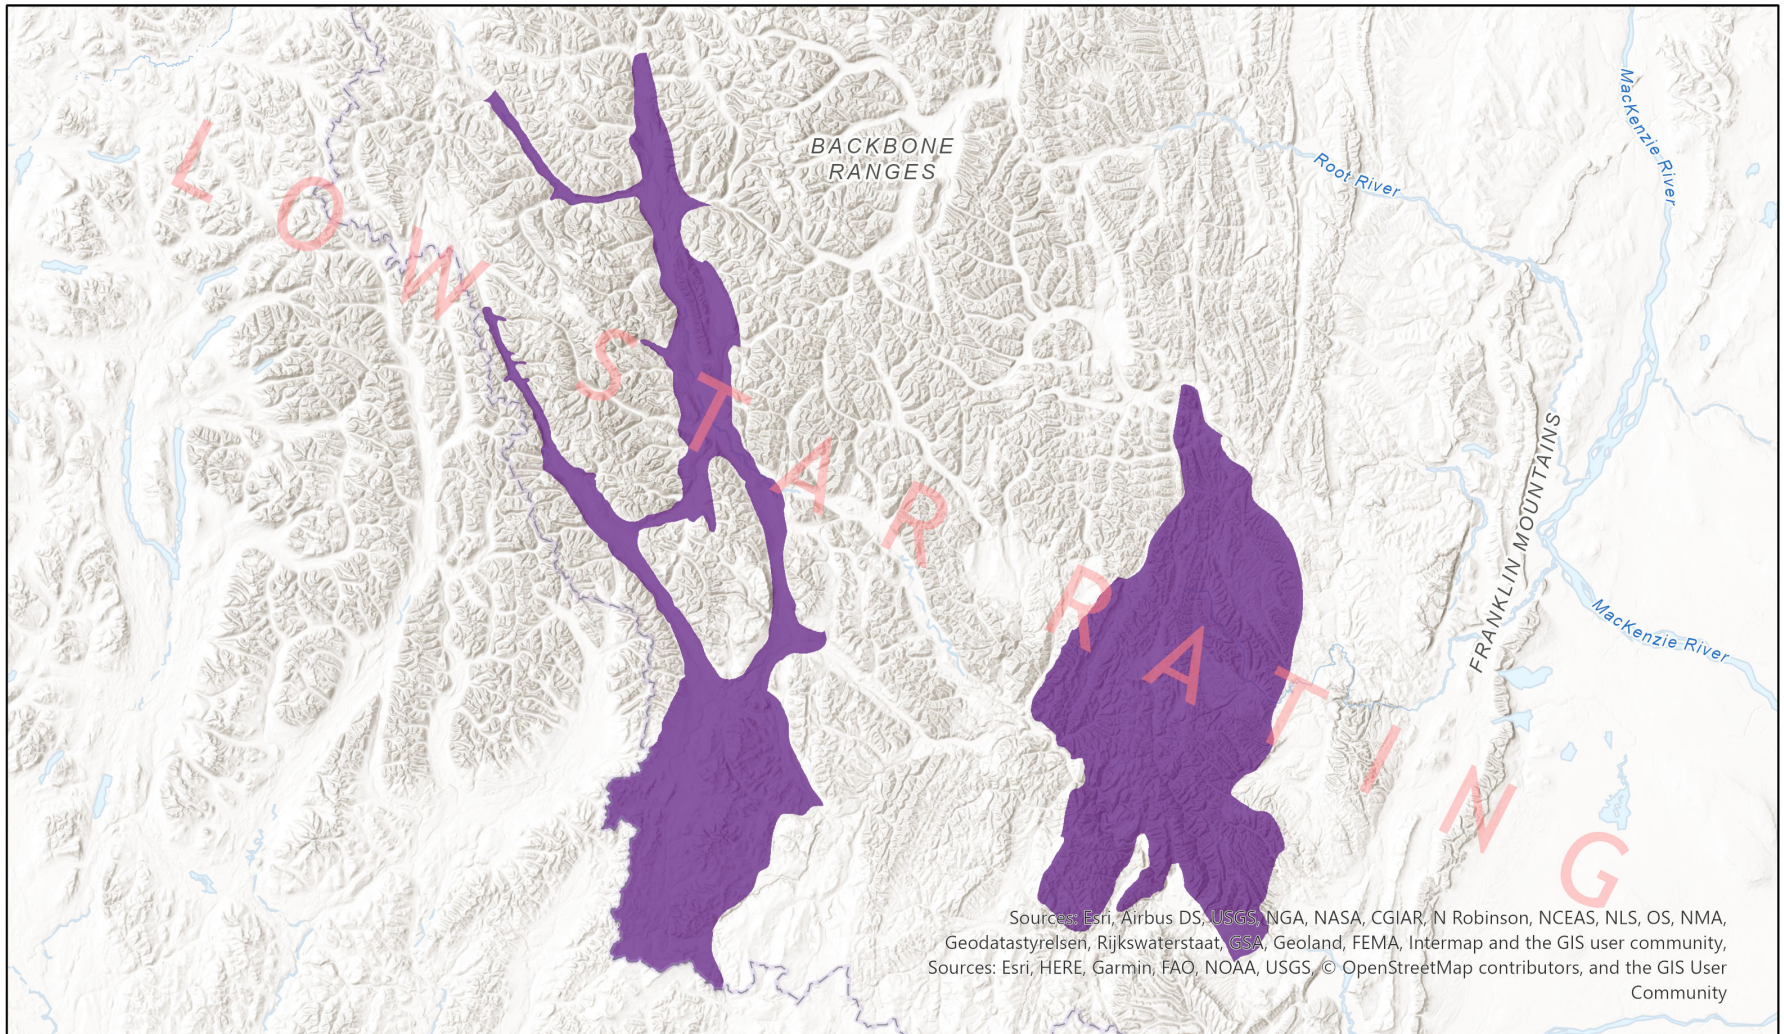 LOW STAR RATING
BACKBONE
RANGES
Root River
MacKenzie River
FRANKLIN MOUNTAINS
MacKenzie River
Sources: Esri, Airbus DS, USGS, NGA, NASA, CGIAR, N Robinson, NCEAS, NLS, OS, NMA,
Geodatastyrelsen, Rijkswaterstaat, GSA, Geoland, FEMA, Intermap and the GIS user community,
Sources: Esri, HERE, Garmin, FAO, NOAA, USGS, © OpenStreetMap contributors, and the GIS User
Community